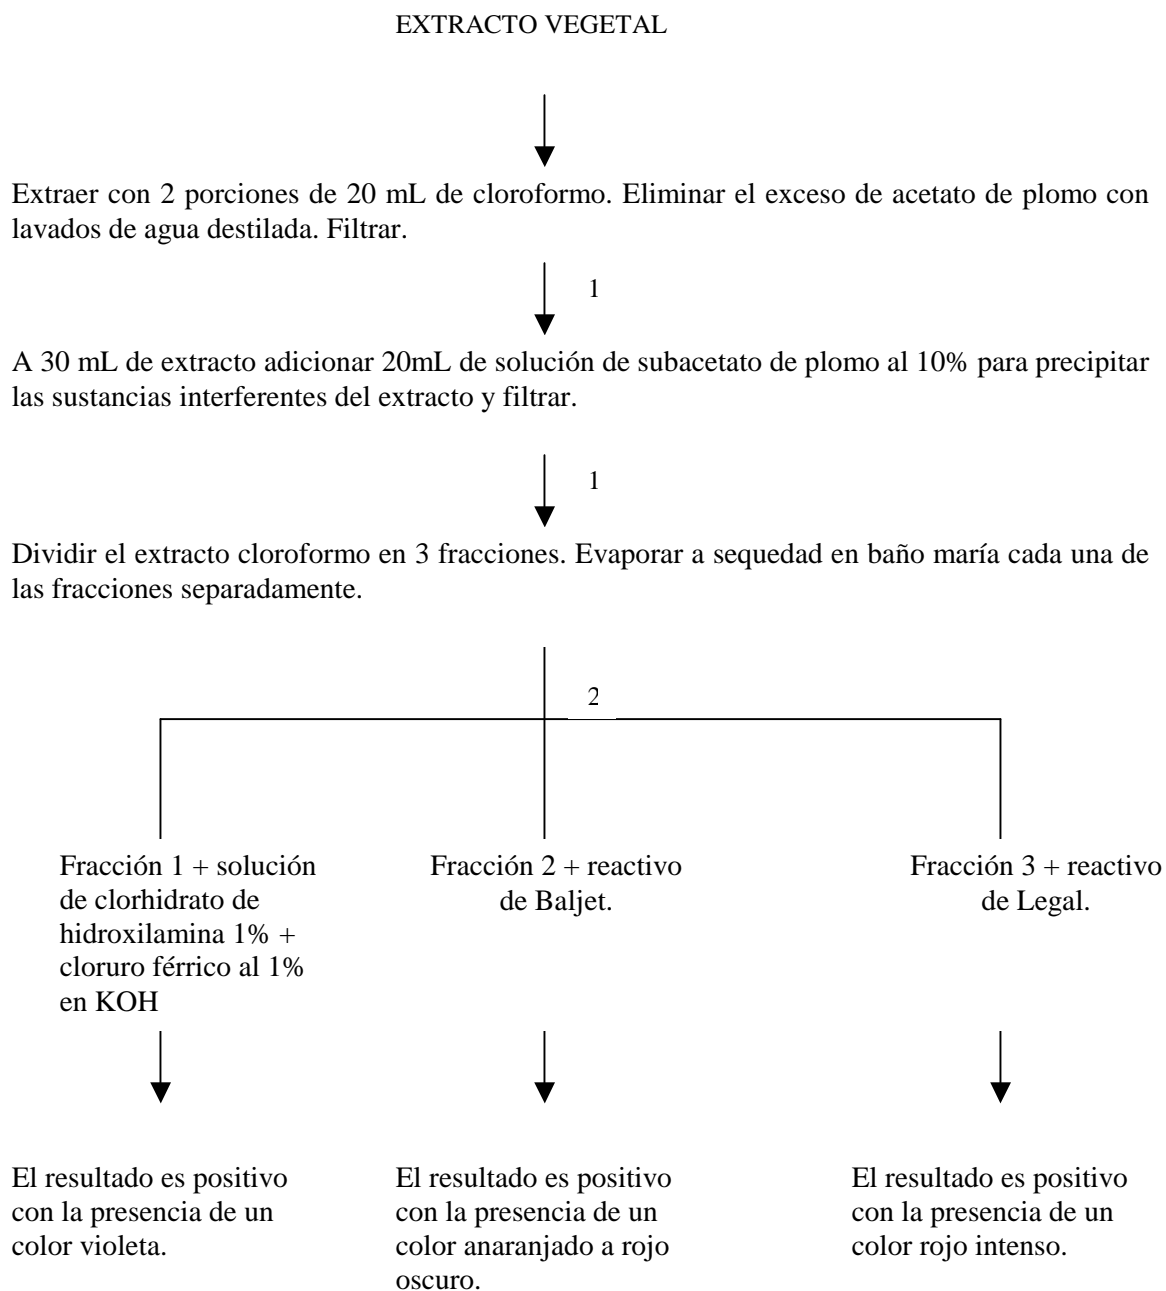 EXTRACTO VEGETAL
Extraer con 2 porciones de 20 mL de cloroformo. Eliminar el exceso de acetato de plomo con
lavados de agua destilada. Filtrar.
1
A 30 mL de extracto adicionar 20mL de solución de subacetato de plomo al 10% para precipitar
las sustancias interferentes del extracto y filtrar.
1
Dividir el extracto cloroformo en 3 fracciones. Evaporar a sequedad en baño maría cada una de
las fracciones separadamente.
2
Fracción 1 + solución
de clorhidrato de
hidroxilamina 1% +
cloruro férrico al 1%
en KOH
Fracción 2 + reactivo
de Baljet.
Fracción 3 + reactivo
de Legal.
El resultado es positivo
con la presencia de un
color violeta.
El resultado es positivo
con la presencia de un
color anaranjado a rojo
oscuro.
El resultado es positivo
con la presencia de un
color rojo intenso.